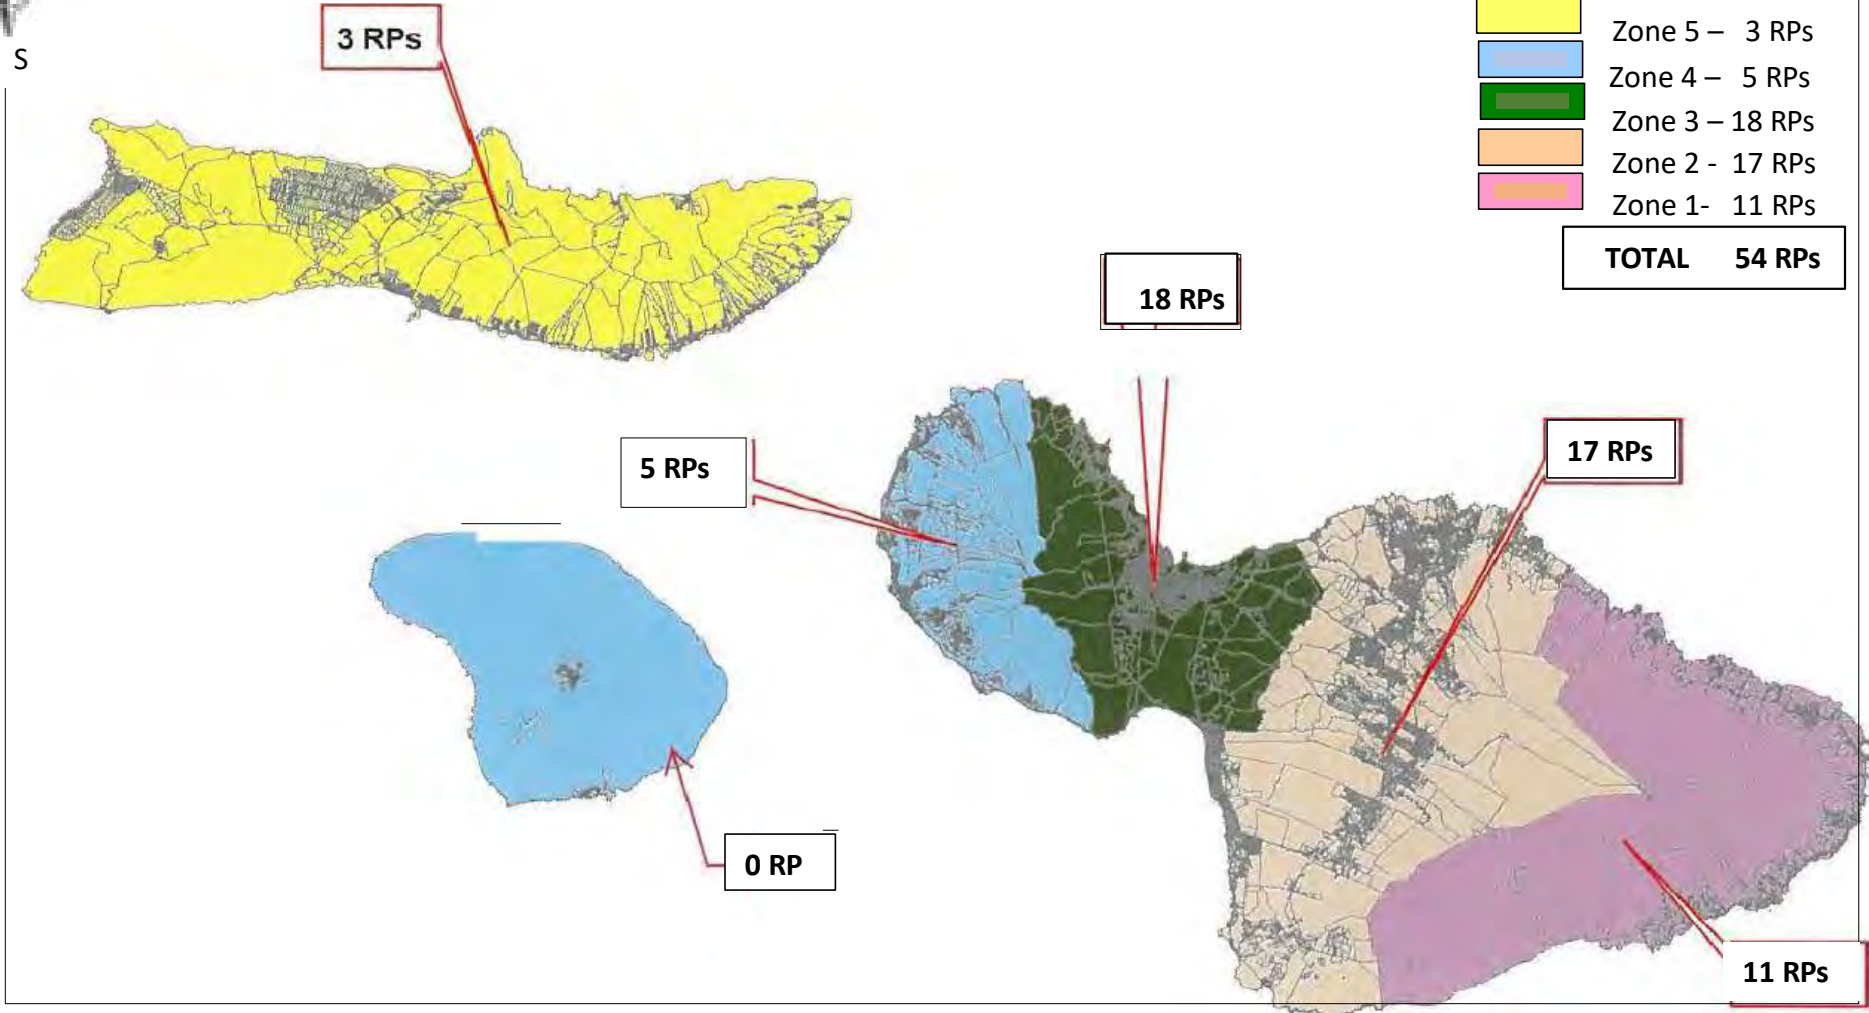 S
3 RPs
Zone 5 – 3 RPs
Zone 4 – 5 RPs
Zone 3 – 18 RPs
Zone 2 - 17 RPs
Zone 1- 11 RPs
TOTAL 54 RPs
18 RPs
5 RPs
17 RPs
0 RP
11 RPs